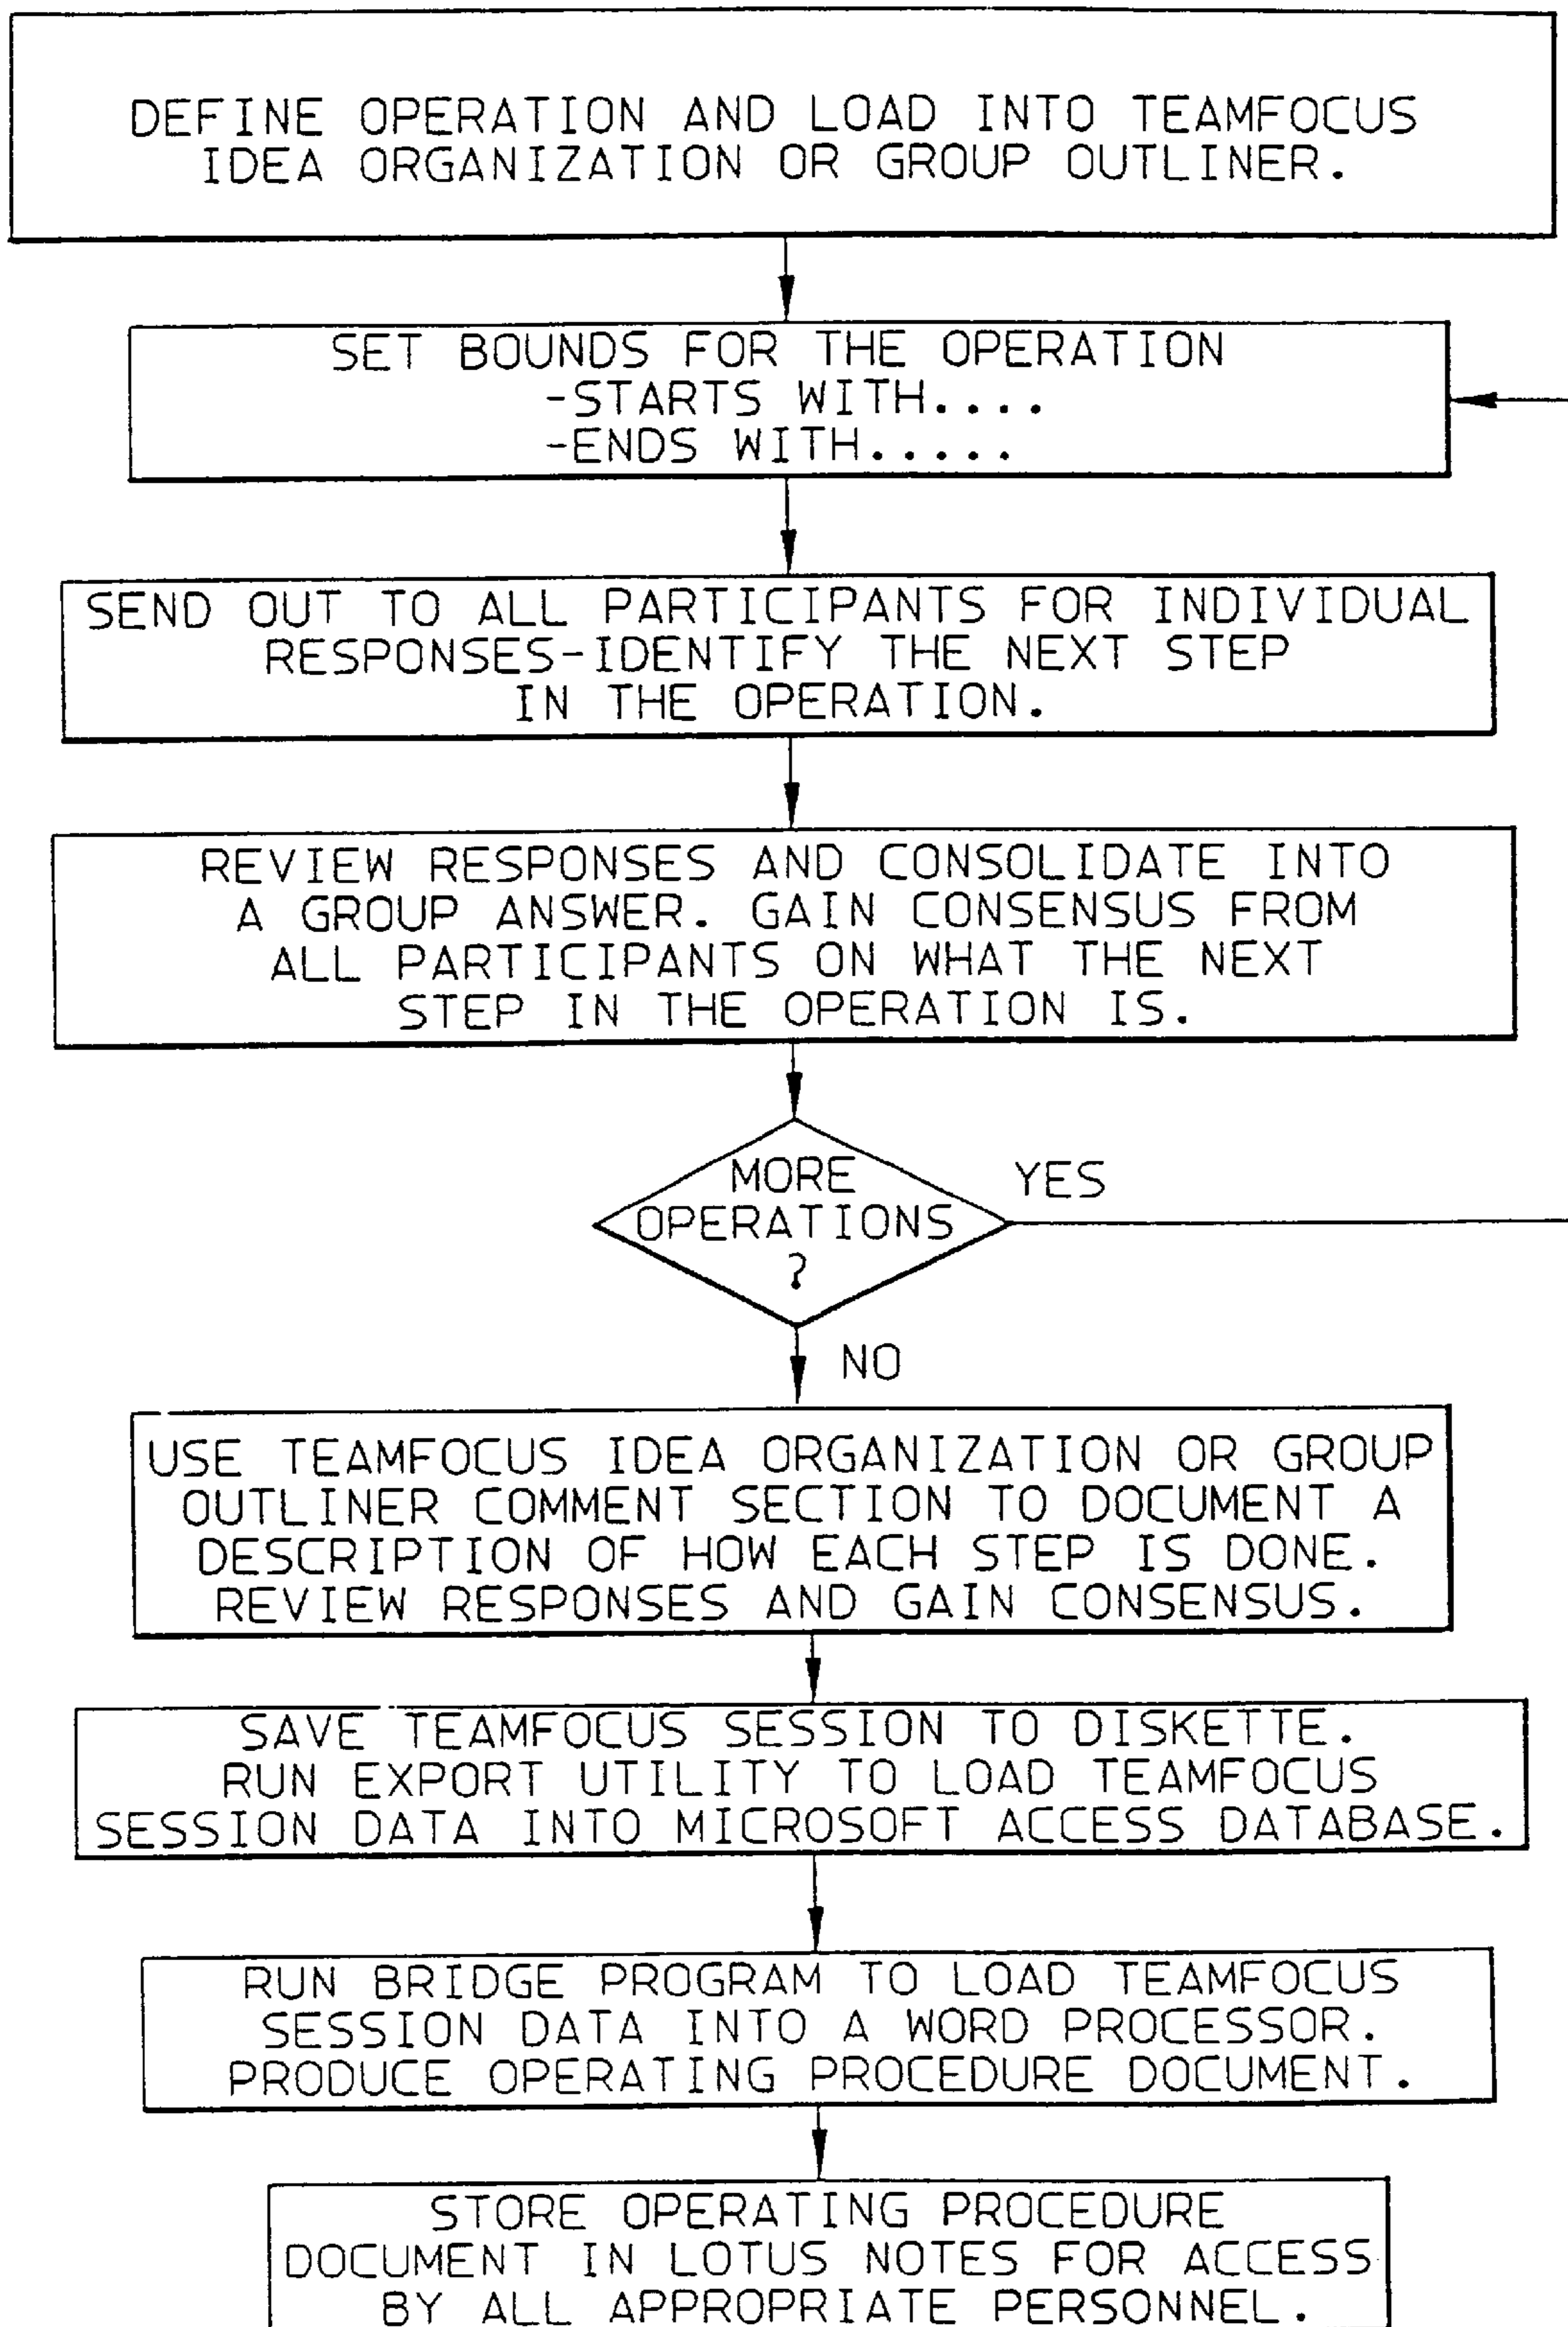 DEFINE OPERATION AND LOAD INTO TEAMFOCUS
IDEA ORGANIZATION OR GROUP OUTLINER.
SET BOUNDS FOR THE OPERATION
-STARTS WITH....
-ENDS WITH.....
SEND OUT TO ALL PARTICIPANTS FOR INDIVIDUAL
RESPONSES-IDENTIFY THE NEXT STEP
IN THE OPERATION.
REVIEW RESPONSES AND CONSOLIDATE INTO
A GROUP ANSWER. GAIN CONSENSUS FROM
ALL PARTICIPANTS ON WHAT THE NEXT
STEP IN THE OPERATION IS.
MORE
OPERATIONS
?
YES
NO
USE TEAMFOCUS IDEA ORGANIZATION OR GROUP
OUTLINER COMMENT SECTION TO DOCUMENT A
DESCRIPTION OF HOW EACH STEP IS DONE.
REVIEW RESPONSES AND GAIN CONSENSUS.
SAVE TEAMFOCUS SESSION TO DISKETTE.
RUN EXPORT UTILITY TO LOAD TEAMFOCUS
SESSION DATA INTO MICROSOFT ACCESS DATABASE.
RUN BRIDGE PROGRAM TO LOAD TEAMFOCUS
SESSION DATA INTO A WORD PROCESSOR.
PRODUCE OPERATING PROCEDURE DOCUMENT.
STORE OPERATING PROCEDURE
DOCUMENT IN LOTUS NOTES FOR ACCESS
BY ALL APPROPRIATE PERSONNEL.